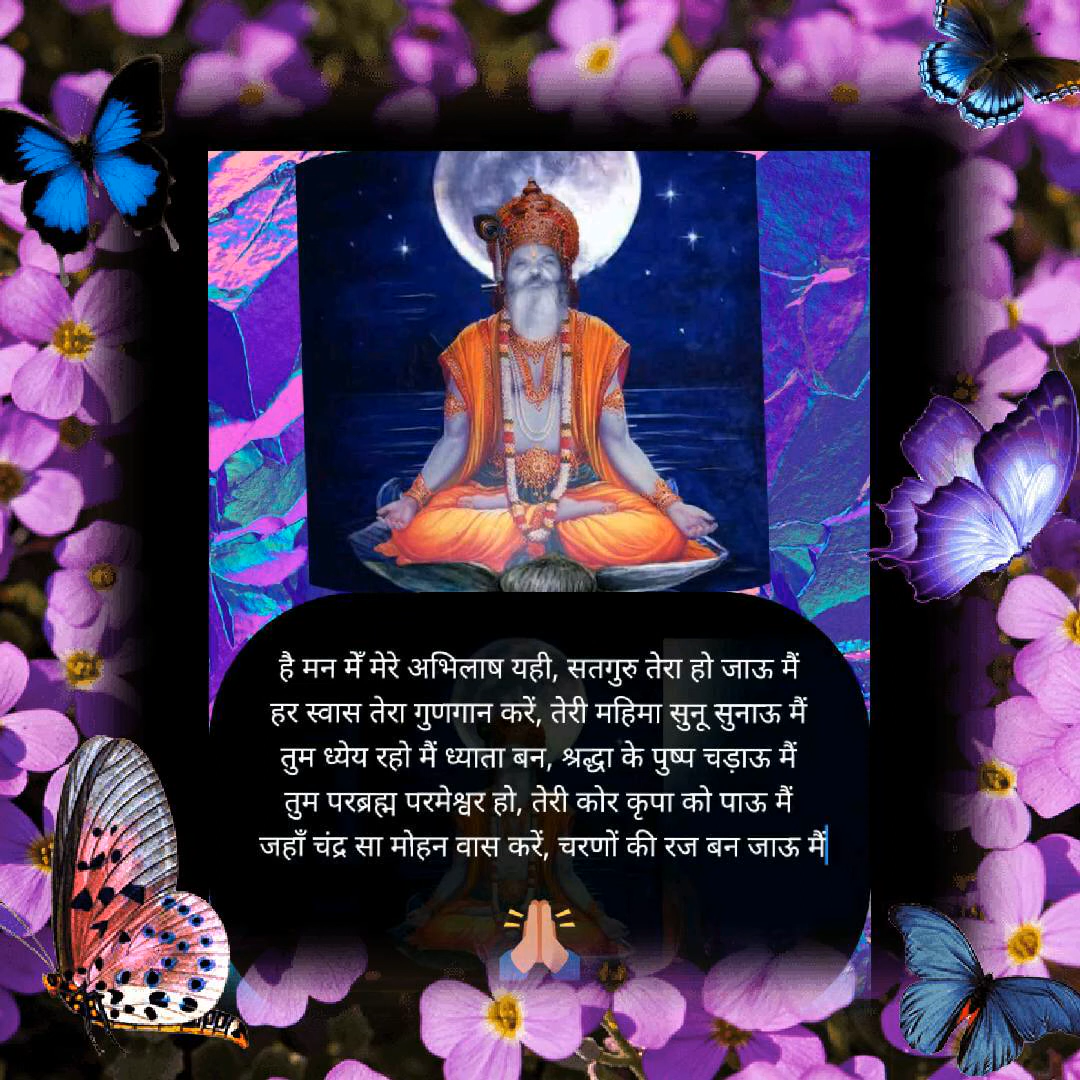 है मन मेँ मेरे अभिलाष यही, सतगुरु तेरा हो जाऊ मैं
हर स्वास तेरा गुणगान करें, तेरी महिमा सुनू सुनाऊ मैं
तुम ध्येय रहो मैं ध्याता बन, श्रद्धा के पुष्प चड़ाऊ मैं
तुम परब्रह्म परमेश्वर हो, तेरी कोर कृपा को पाऊ मैं
जहाँ चंद्र सा मोहन वास करें, चरणों की रज बन जाऊ मैं